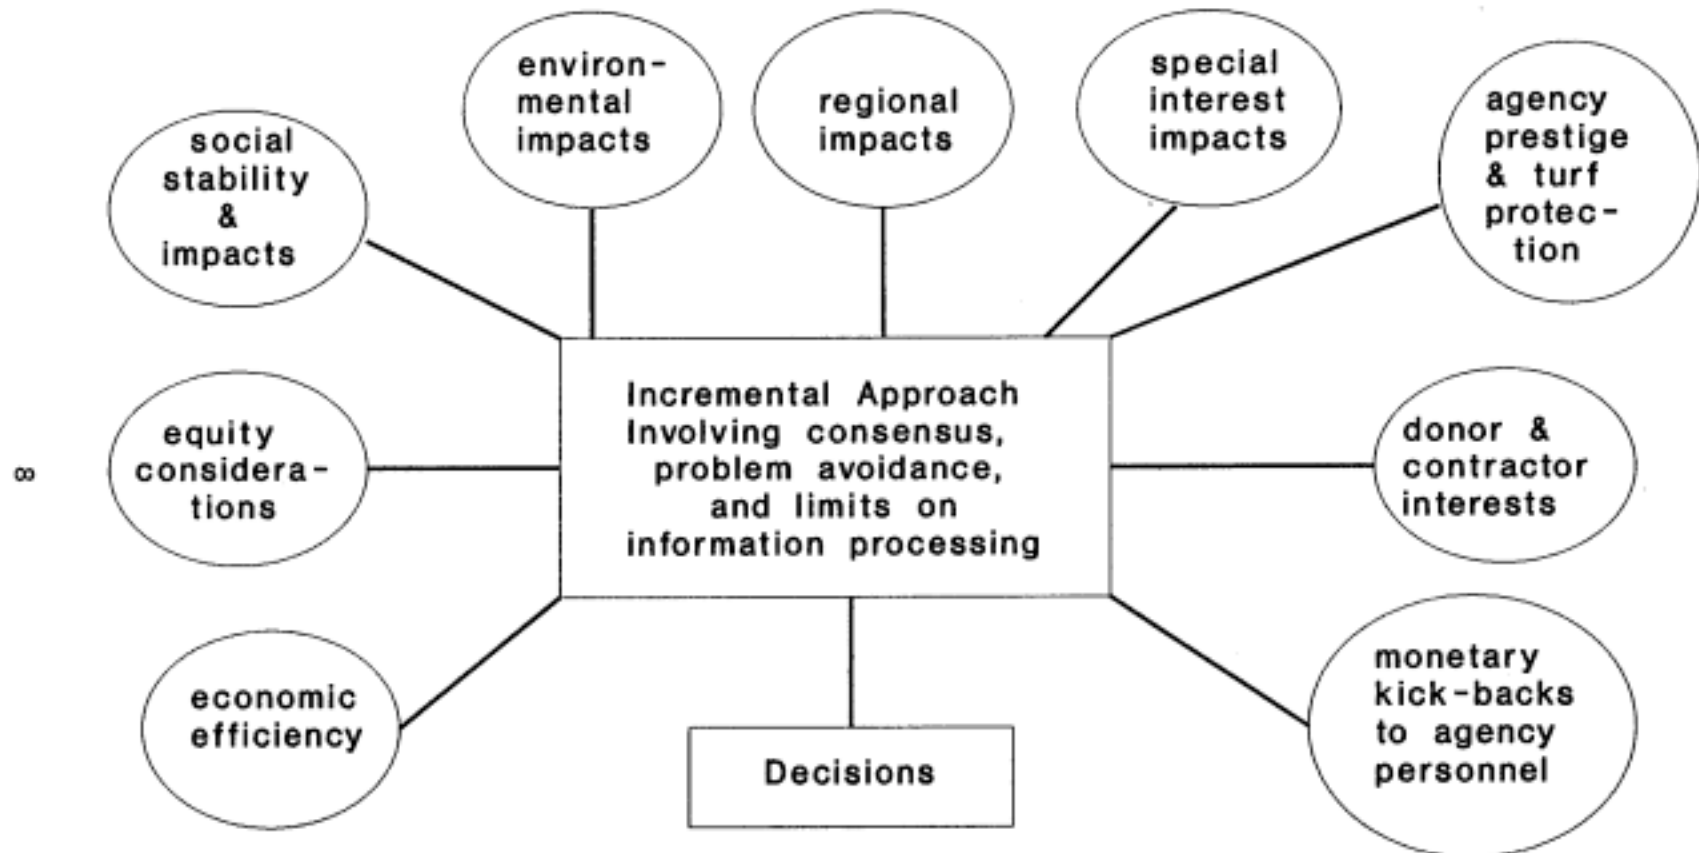 social
stability
&
impacts
environ-
mental
impacts
regional
impacts
special
interest
impacts
agency
prestige
& turf
protec-
tion
equity
considera-
tions
Incremental Approach
Involving consensus,
problem avoidance,
and limits on
information processing
donor &
contractor
interests
economic
efficiency
Decisions
monetary
kick-backs
to agency
personnel
8